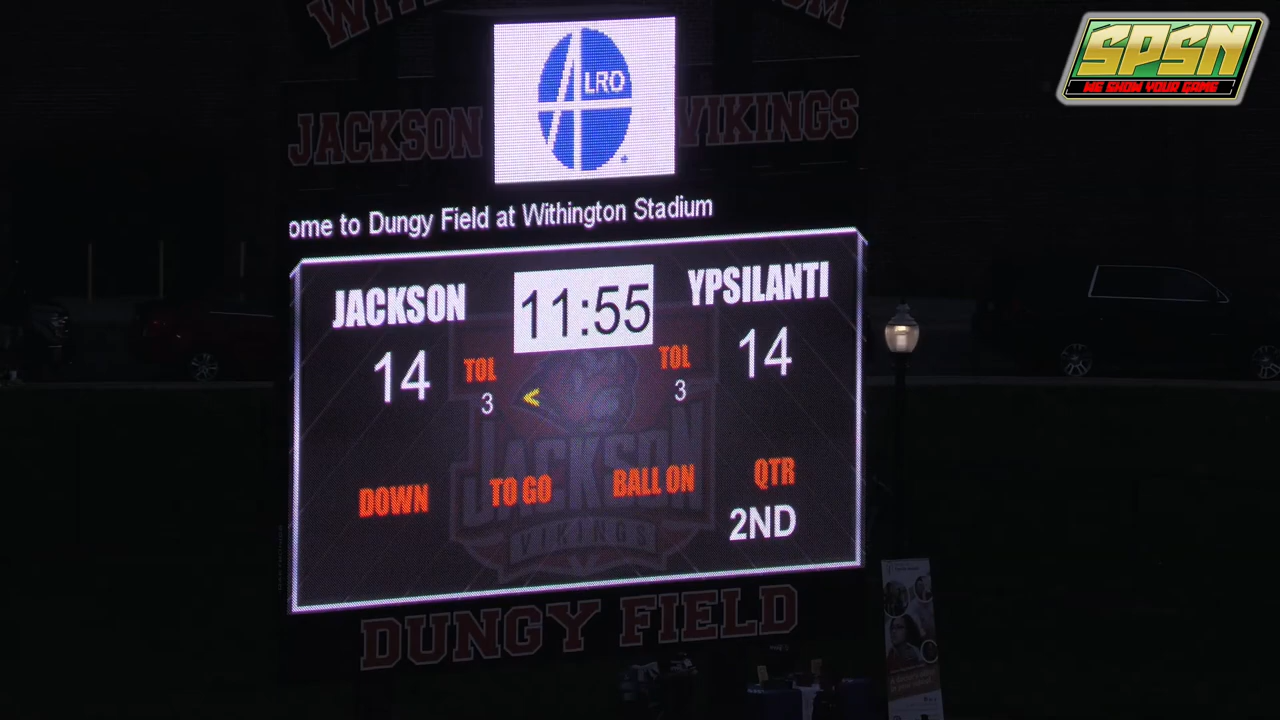 SPSN
WE SHOW YOUR GAME
LRO
VIKINGS
ome to Dungy Field at Withington Stadium
JACKSON 11:55 YPSILANTI
14 TOL TOL 14
3 < 3
JACKSON
VIKINGS
DOWN TO GO BALL ON QTR
2ND
DUNGY FIELD